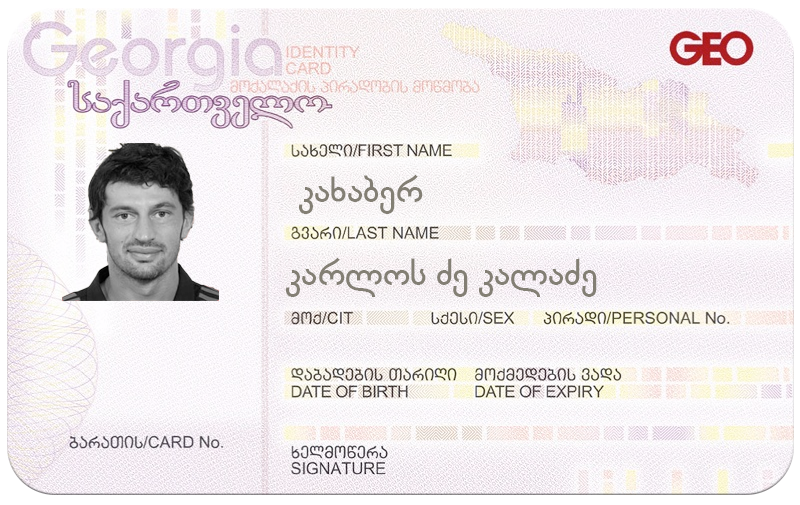 Georgia
IDENTITY
CARD
მოქალაქის პირადობის მოწმობა
საქართველო
GEO
სახელი/FIRST NAME
კახაბერ
გვარი/LAST NAME
კარლოს ძე კალაძე
მოქ/CIT სქესი/SEX პირადი/PERSONAL No.
დაბადების თარიღი მოქმედების ვადა
DATE OF BIRTH DATE OF EXPIRY
ბარათის/CARD No.
ხელმოწერა
SIGNATURE